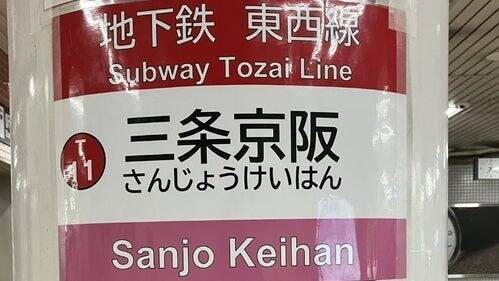 地下鉄 東西線
Subway Tozai Line
三条京阪
T
11
さんじょうけいはん
Sanjo Keihan